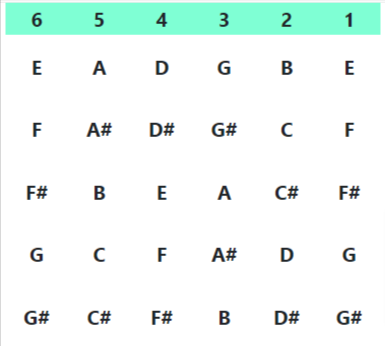 6 5 4 3 2 1
E A D G B E
F A# D# G# C F
F# B E A C# F#
G C F A# D G
G# C# F# B D# G#